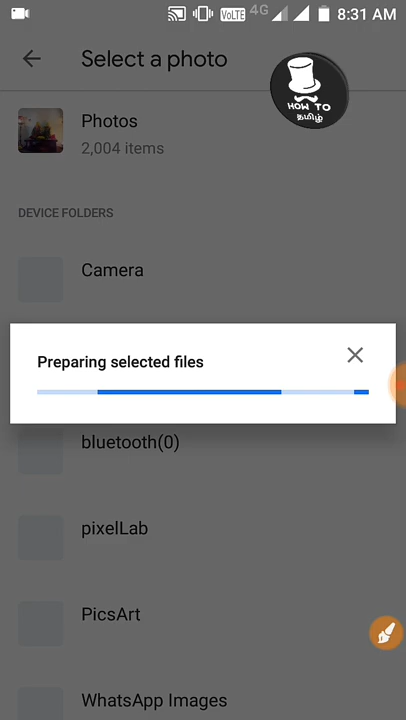 VoLTE 4G 8:31 AM
Select a photo
HOW TO
தமிழ்
Photos
2,004 items
DEVICE FOLDERS
Camera
Preparing selected files
bluetooth(0)
pixelLab
PicsArt
WhatsApp Images